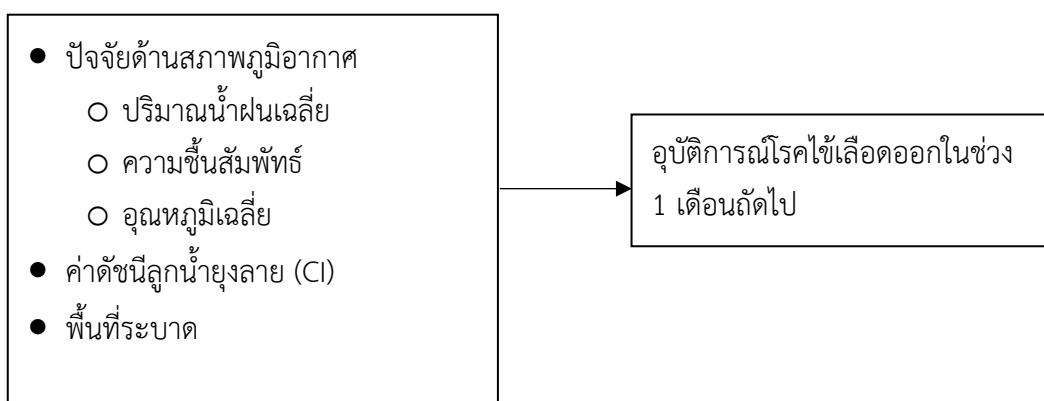 ● ปัจจัยด้านสภาพภูมิอากาศ
○ ปริมาณน้ำฝนเฉลี่ย
○ ความชื้นสัมพัทธ์
○ อุณหภูมิเฉลี่ย
● ค่าดัชนีลูกน้ำยุงลาย (CI)
● พื้นที่ระบาด
อุบัติการณ์โรคไข้เลือดออกในช่วง
1 เดือนถัดไป